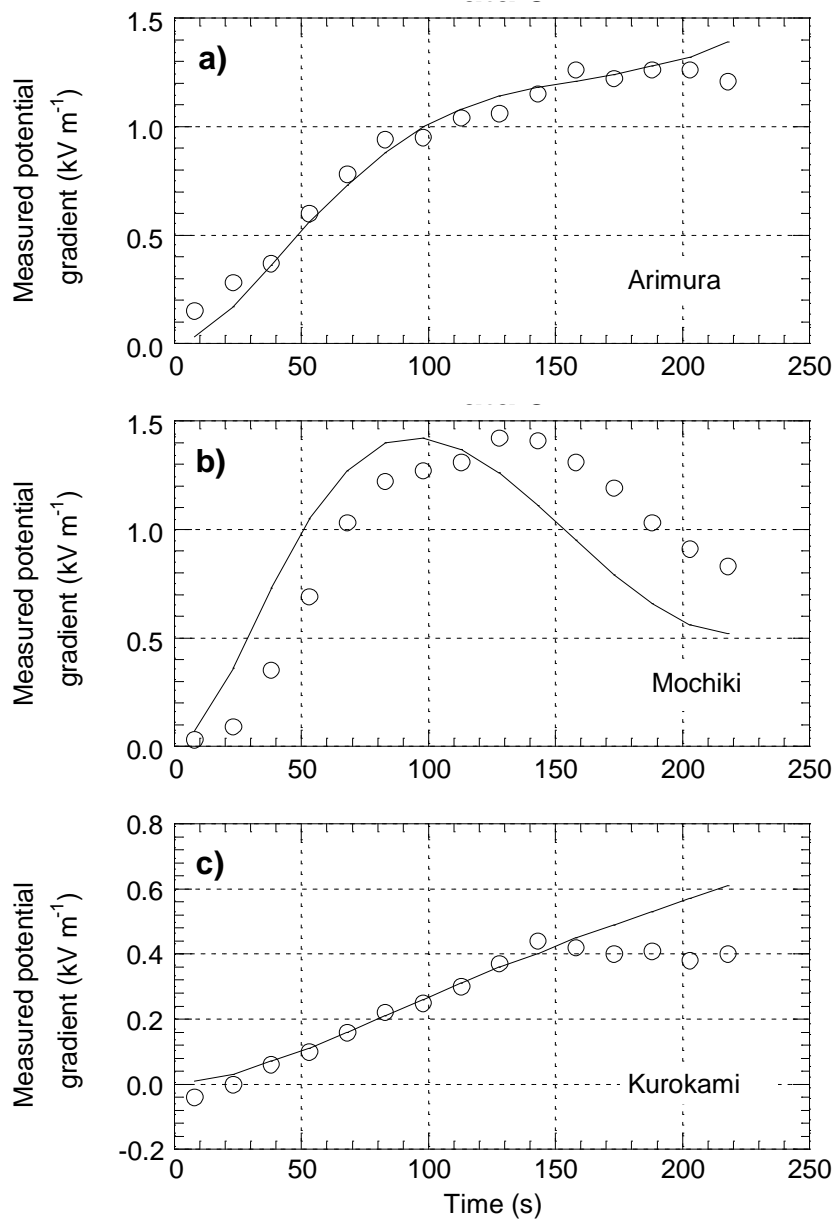 1.5
a)
1.0
0.5
0.0
Measured potential
gradient (kV m-1)
Arimura
0 50 100 150 200 250
1.5
b)
1.0
0.5
0.0
Measured potential
gradient (kV m-1)
Mochiki
0 50 100 150 200 250
0.8
c)
0.6
0.4
0.2
0.0
-0.2
Measured potential
gradient (kV m-1)
Kurokami
0 50 100 150 200 250
Time (s)